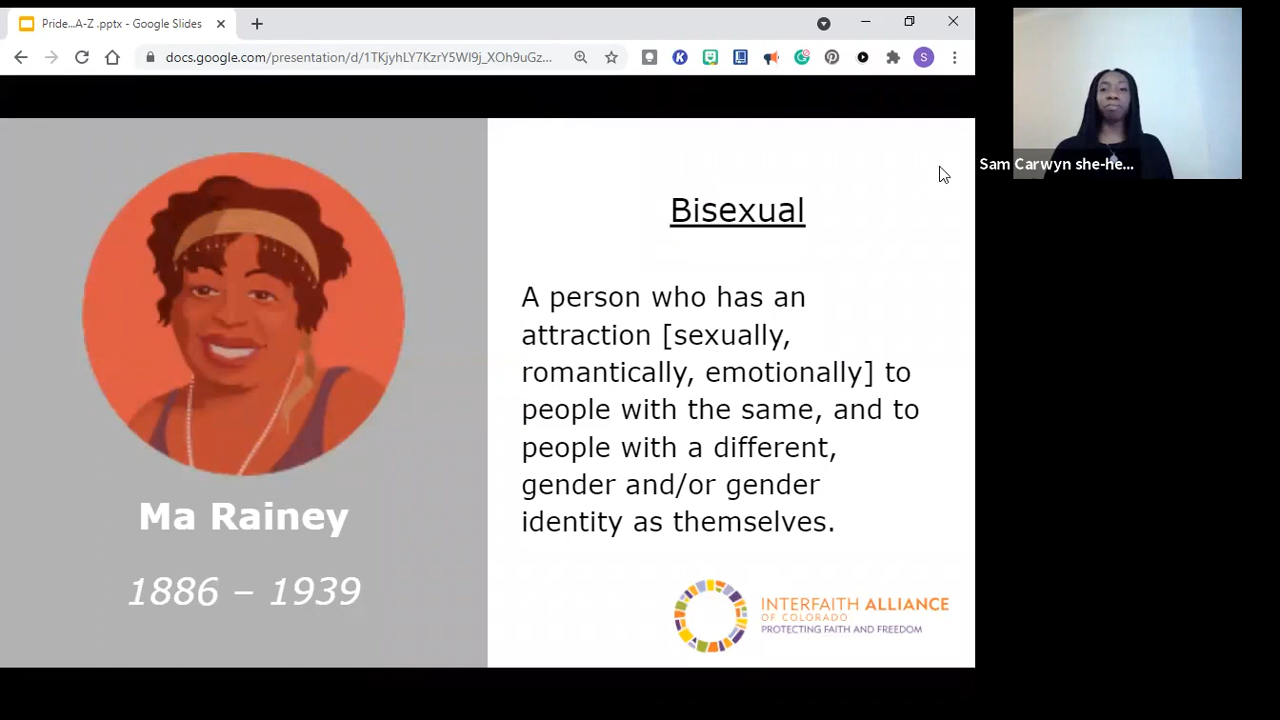 Pride...A-Z .pptx - Google Slides
docs.google.com/presentation/d/1TKjyhLY7KzrY5WI9j_XOh9uGz...
S
Sam Carwyn she-he...
Ma Rainey
1886 – 1939
Bisexual
A person who has an
attraction [sexually,
romantically, emotionally] to
people with the same, and to
people with a different,
gender and/or gender
identity as themselves.
INTERFAITH ALLIANCE
OF COLORADO
PROTECTING FAITH AND FREEDOM